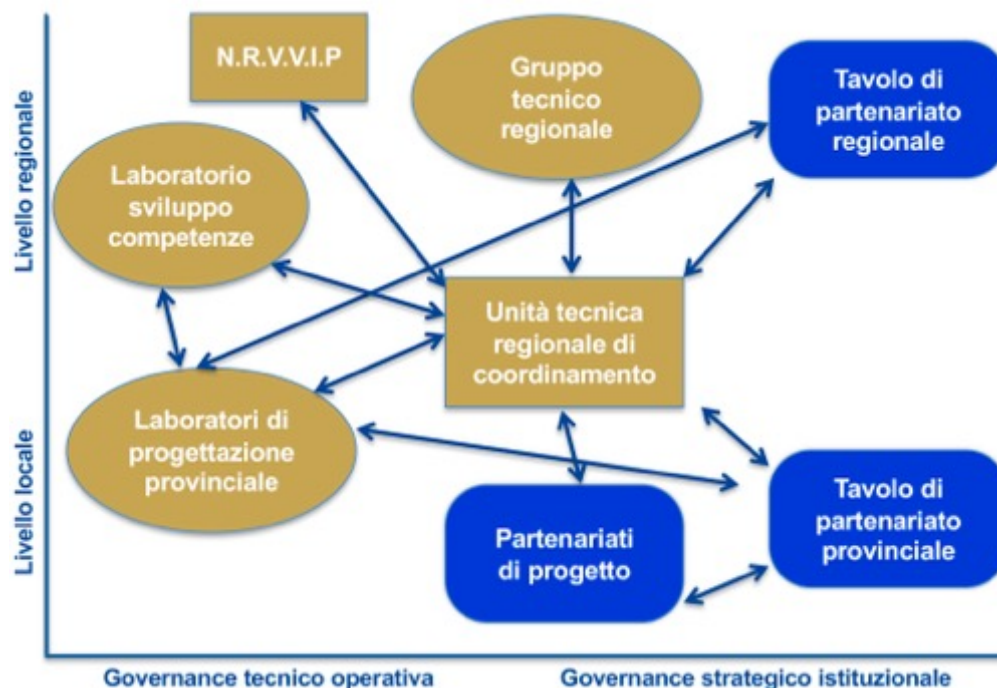 N.R.V.V.I.P
Gruppo
tecnico
regionale
Tavolo di
partenariato
regionale
Laboratorio
sviluppo
competenze
Livello regionale
Unità tecnica
regionale di
coordinamento
Laboratori di
progettazione
provinciale
Livello locale
Partenariati
di progetto
Tavolo di
partenariato
provinciale
Governance tecnico operativa
Governance strategico istituzionale